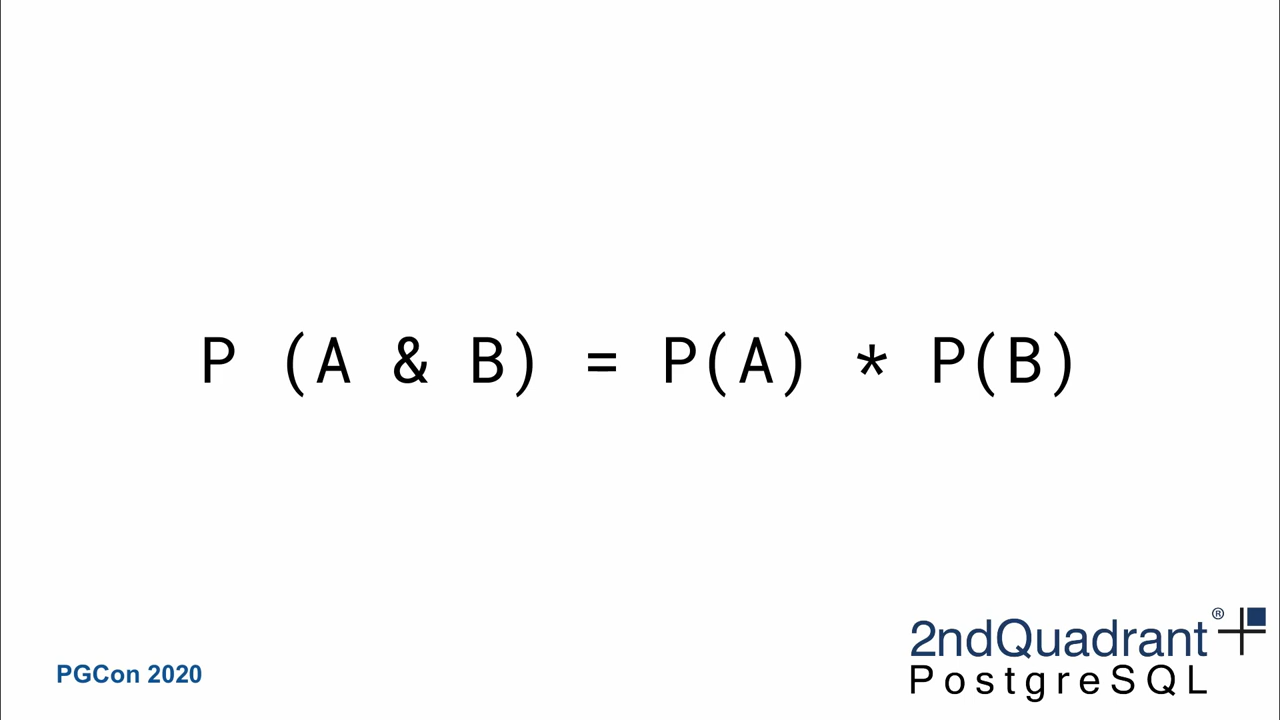 P (A & B) = P(A) * P(B)
PGCon 2020
2ndQuadrant®
PostgreSQL